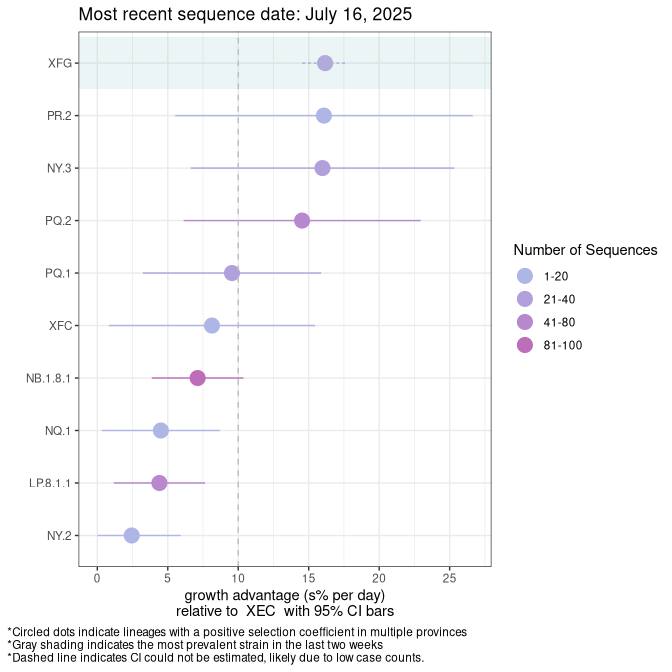 Most recent sequence date: July 16, 2025
XFG
PR.2
NY.3
PQ.2
PQ.1
XFC
NB.1.8.1
NQ.1
LP.8.1.1
NY.2
0 5 10 15 20 25
growth advantage (s% per day)
relative to XEC with 95% CI bars
Number of Sequences
1-20
21-40
41-80
81-100
*Circled dots indicate lineages with a positive selection coefficient in multiple provinces
*Gray shading indicates the most prevalent strain in the last two weeks
*Dashed line indicates CI could not be estimated, likely due to low case counts.